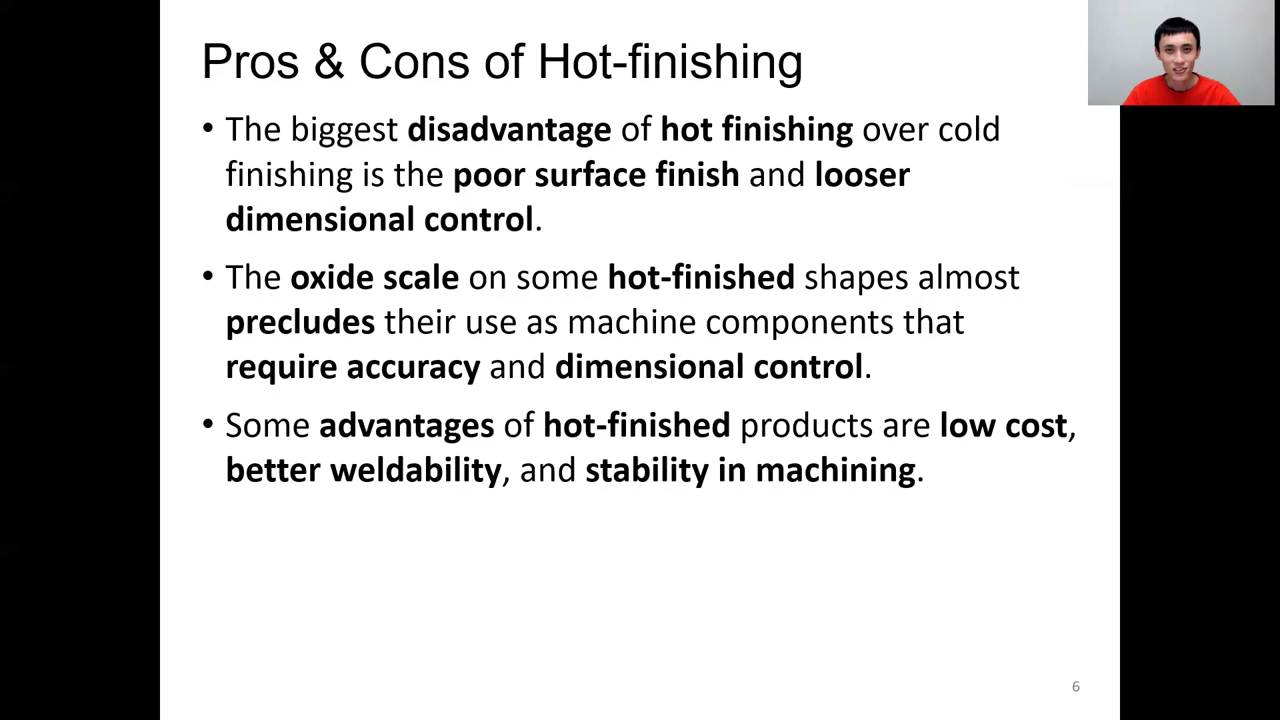 Pros & Cons of Hot-finishing
• The biggest disadvantage of hot finishing over cold
finishing is the poor surface finish and looser
dimensional control.
• The oxide scale on some hot-finished shapes almost
precludes their use as machine components that
require accuracy and dimensional control.
• Some advantages of hot-finished products are low cost,
better weldability, and stability in machining.
6